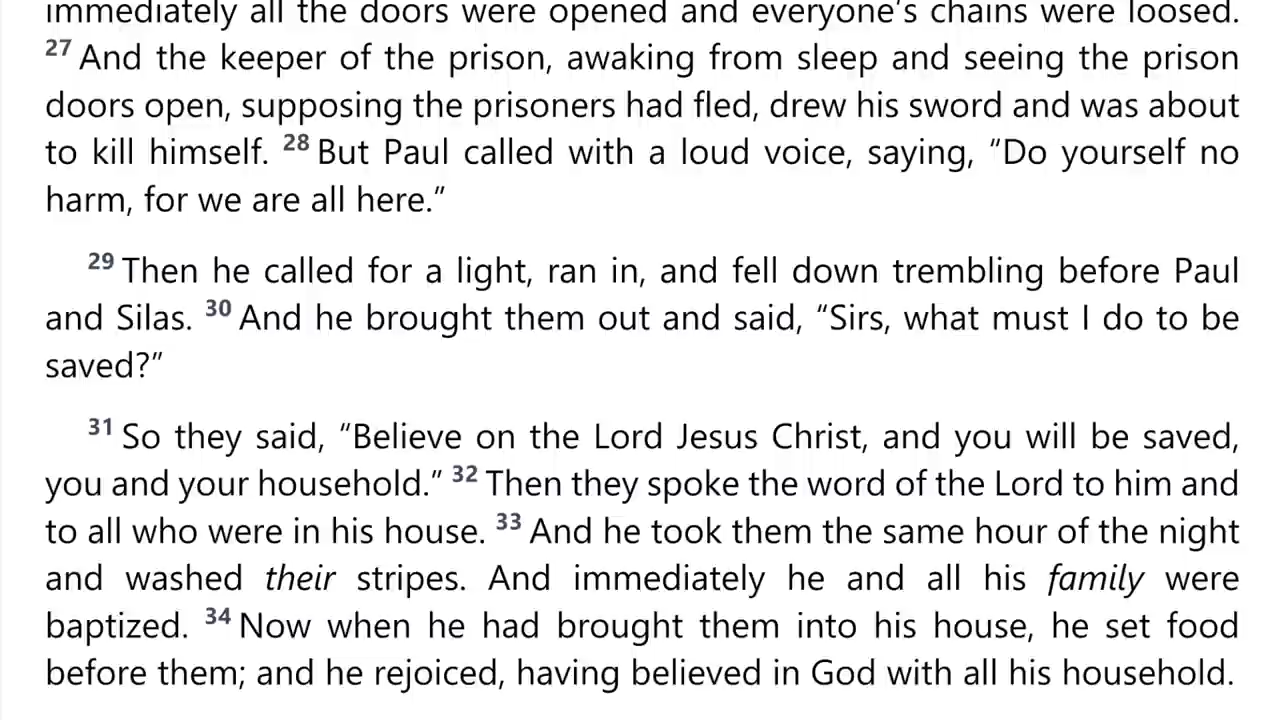 immediately all the doors were opened and everyone’s chains were loosed.
27 And the keeper of the prison, awaking from sleep and seeing the prison
doors open, supposing the prisoners had fled, drew his sword and was about
to kill himself. 28 But Paul called with a loud voice, saying, “Do yourself no
harm, for we are all here.”
29 Then he called for a light, ran in, and fell down trembling before Paul
and Silas. 30 And he brought them out and said, “Sirs, what must I do to be
saved?”
31 So they said, “Believe on the Lord Jesus Christ, and you will be saved,
you and your household.” 32 Then they spoke the word of the Lord to him and
to all who were in his house. 33 And he took them the same hour of the night
and washed their stripes. And immediately he and all his family were
baptized. 34 Now when he had brought them into his house, he set food
before them; and he rejoiced, having believed in God with all his household.